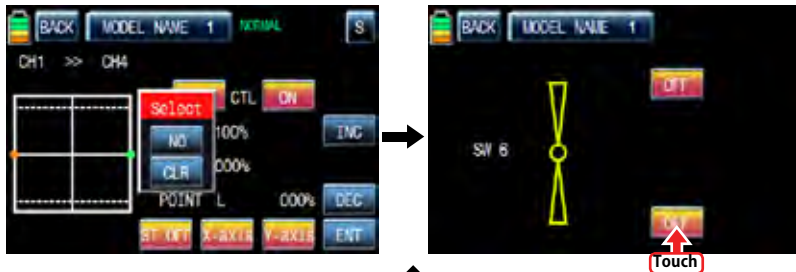 BACK MODEL NAME 1 NORMAL S
CH1 >> CH4
Select
CTL ON
NO 100% INC
CLR 000%
POINT L 000% DEC
ST OFF X-axis Y-axis ENT
BACK MODEL NAME 1
OFF
SW 6
Touch